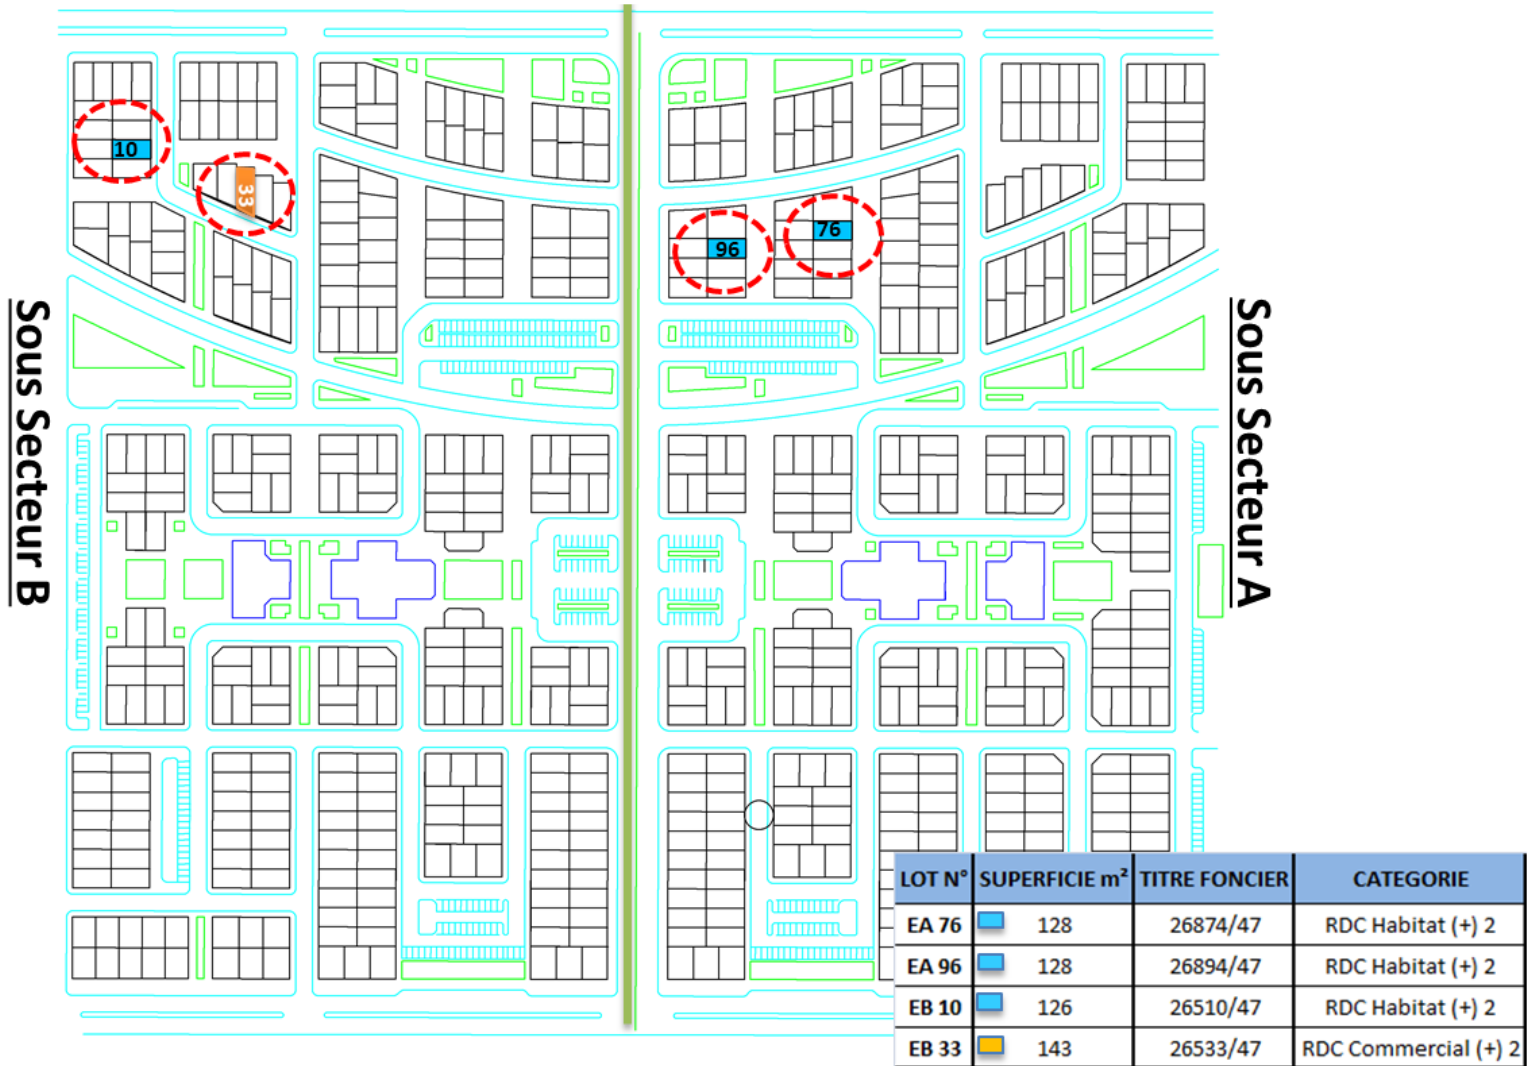 10
33
96
76
Sous Secteur B
Sous Secteur A
LOT N° SUPERFICIE m² TITRE FONCIER CATEGORIE
EA 76 128 26874/47 RDC Habitat (+) 2
EA 96 128 26894/47 RDC Habitat (+) 2
EB 10 126 26510/47 RDC Habitat (+) 2
EB 33 143 26533/47 RDC Commercial (+) 2